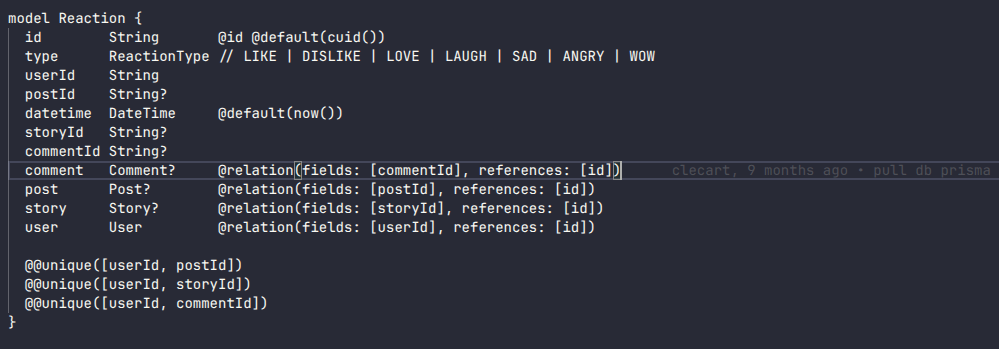 model Reaction {
id String @id @default(cuid())
type ReactionType // LIKE | DISLIKE | LOVE | LAUGH | SAD | ANGRY | WOW
userId String
postId String?
datetime DateTime @default(now())
storyId String?
commentId String?
comment Comment? @relation(fields: [commentId], references: [id]) clecart, 9 months ago • pull db prisma
post Post? @relation(fields: [postId], references: [id])
story Story? @relation(fields: [storyId], references: [id])
user User @relation(fields: [userId], references: [id])
@@unique([userId, postId])
@@unique([userId, storyId])
@@unique([userId, commentId])
}